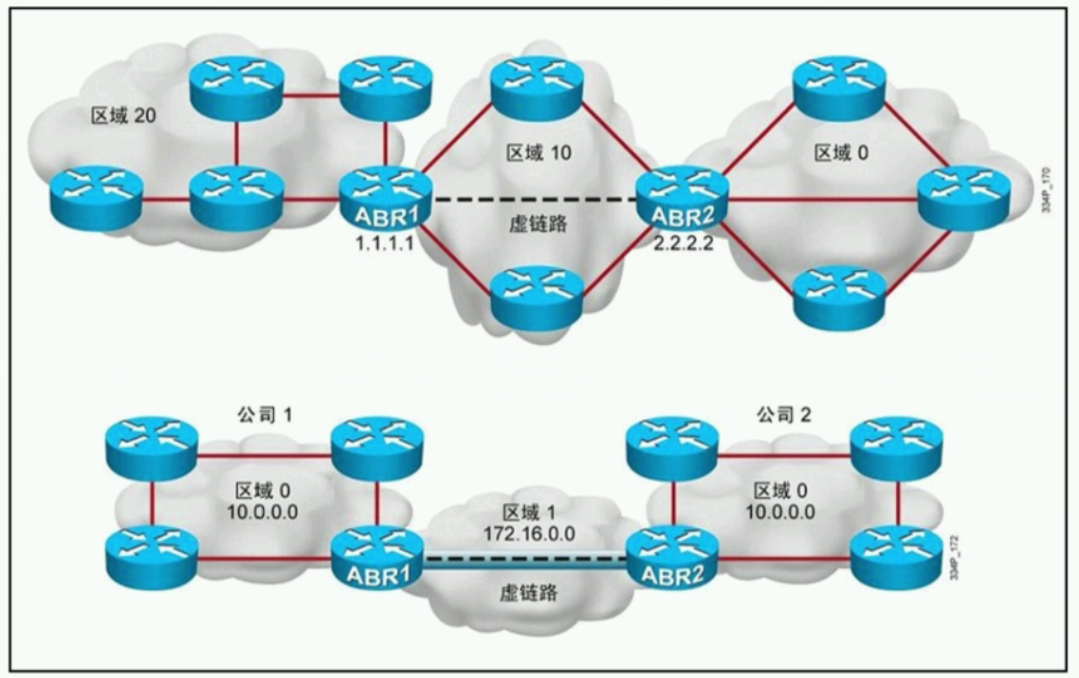 区域 20
区域 10
区域 0
ABR1
虚链路
ABR2
1.1.1.1
2.2.2.2
334P_170
公司 1
公司 2
区域 0
10.0.0.0
区域 1
172.16.0.0
区域 0
10.0.0.0
ABR1
ABR2
虚链路
334P_172